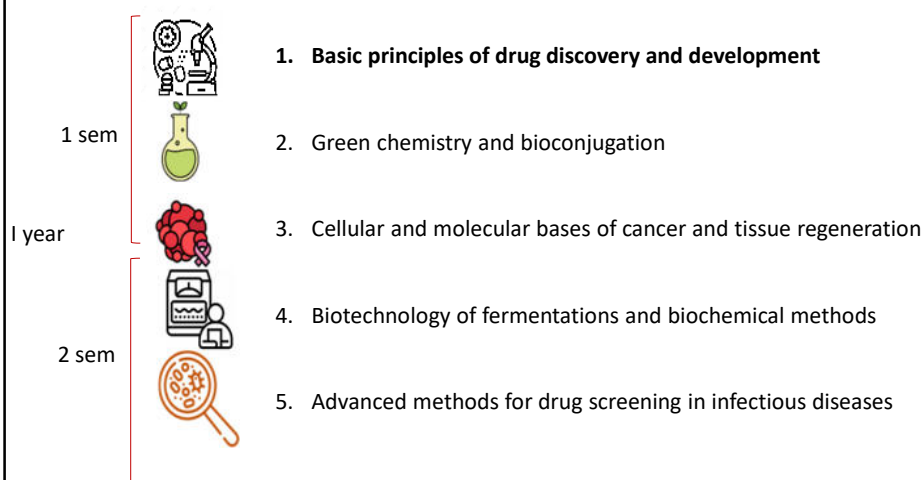 1. Basic principles of drug discovery and development
1 sem
2. Green chemistry and bioconjugation
I year
3. Cellular and molecular bases of cancer and tissue regeneration
4. Biotechnology of fermentations and biochemical methods
2 sem
5. Advanced methods for drug screening in infectious diseases